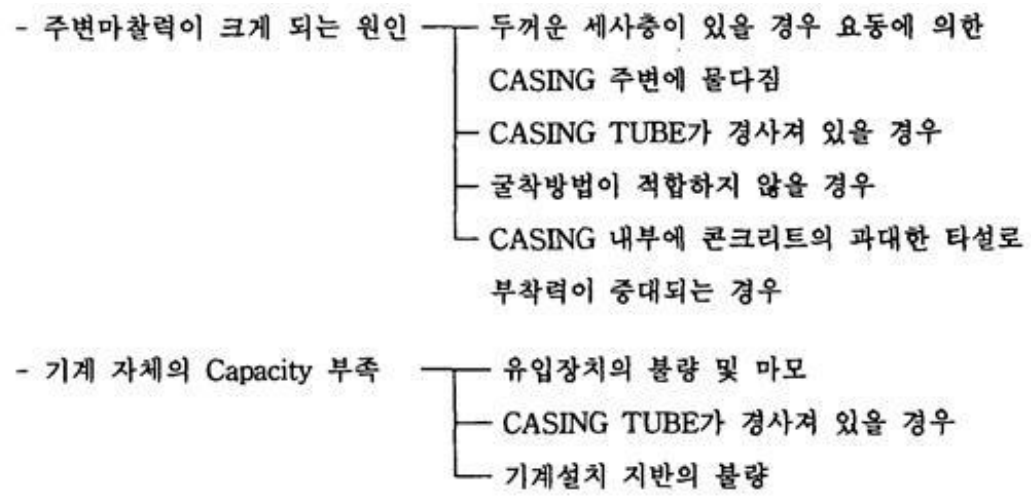 - 주변마찰력이 크게 되는 원인 두꺼운 세사층이 있을 경우 요동에 의한
CASING 주변에 물다짐
CASING TUBE가 경사져 있을 경우
굴착방법이 적합하지 않을 경우
CASING 내부에 콘크리트의 과대한 타설로
부착력이 증대되는 경우
- 기계 자체의 Capacity 부족 유입장치의 불량 및 마모
CASING TUBE가 경사져 있을 경우
기계설치 지반의 불량